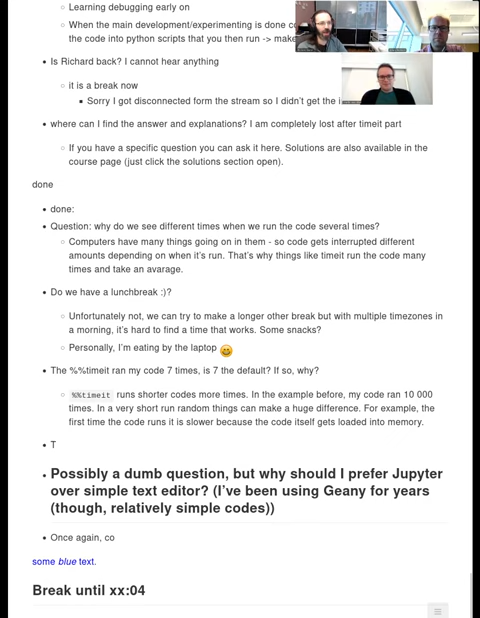 Learning debugging early on
When the main development/experimenting is done co
the code into python scripts that you then run -> make
Is Richard back? I cannot hear anything
it is a break now
Sorry I got disconnected form the stream so I didn't get the i
where can I find the answer and explanations? I am completely lost after timeit part
If you have a specific question you can ask it here. Solutions are also available in the
course page (just click the solutions section open).
done
done:
Question: why do we see different times when we run the code several times?
Computers have many things going on in them - so code gets interrupted different
amounts depending on when it's run. That's why things like timeit run the code many
times and take an avarage.
Do we have a lunchbreak :)?
Unfortunately not, we can try to make a longer other break but with multiple timezones in
a morning, it's hard to find a time that works. Some snacks?
Personally, I'm eating by the laptop
The %%timeit ran my code 7 times, is 7 the default? If so, why?
%%timeit runs shorter codes more times. In the example before, my code ran 10 000
times. In a very short run random things can make a huge difference. For example, the
first time the code runs it is slower because the code itself gets loaded into memory.
T
Possibly a dumb question, but why should I prefer Jupyter
over simple text editor? (I've been using Geany for years
(though, relatively simple codes))
Once again, co
some blue text.
Break until xx:04